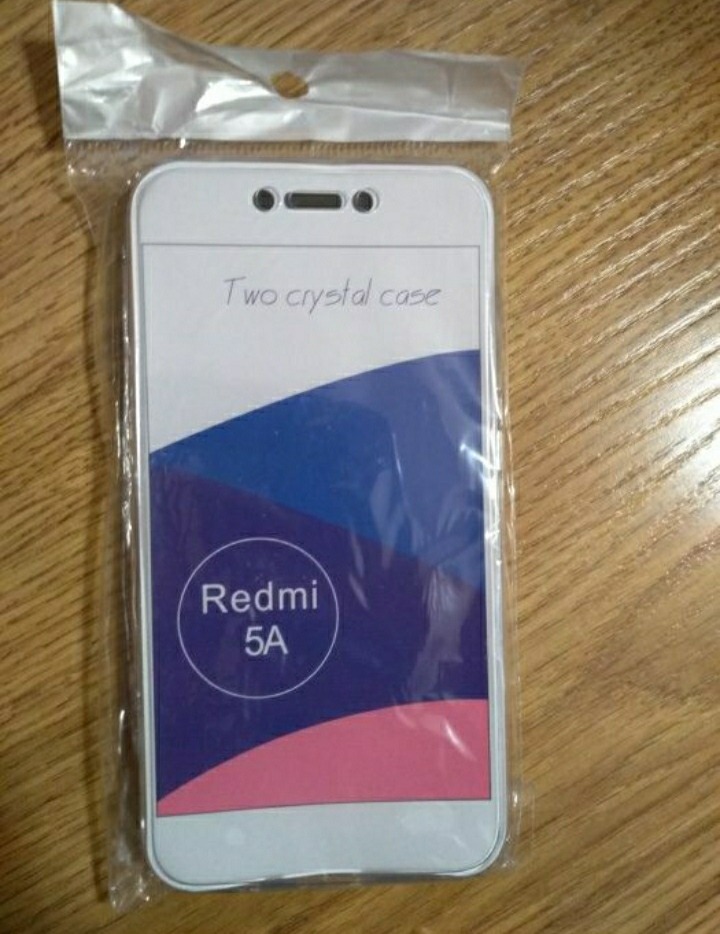 Two crystal case
Redmi
5A